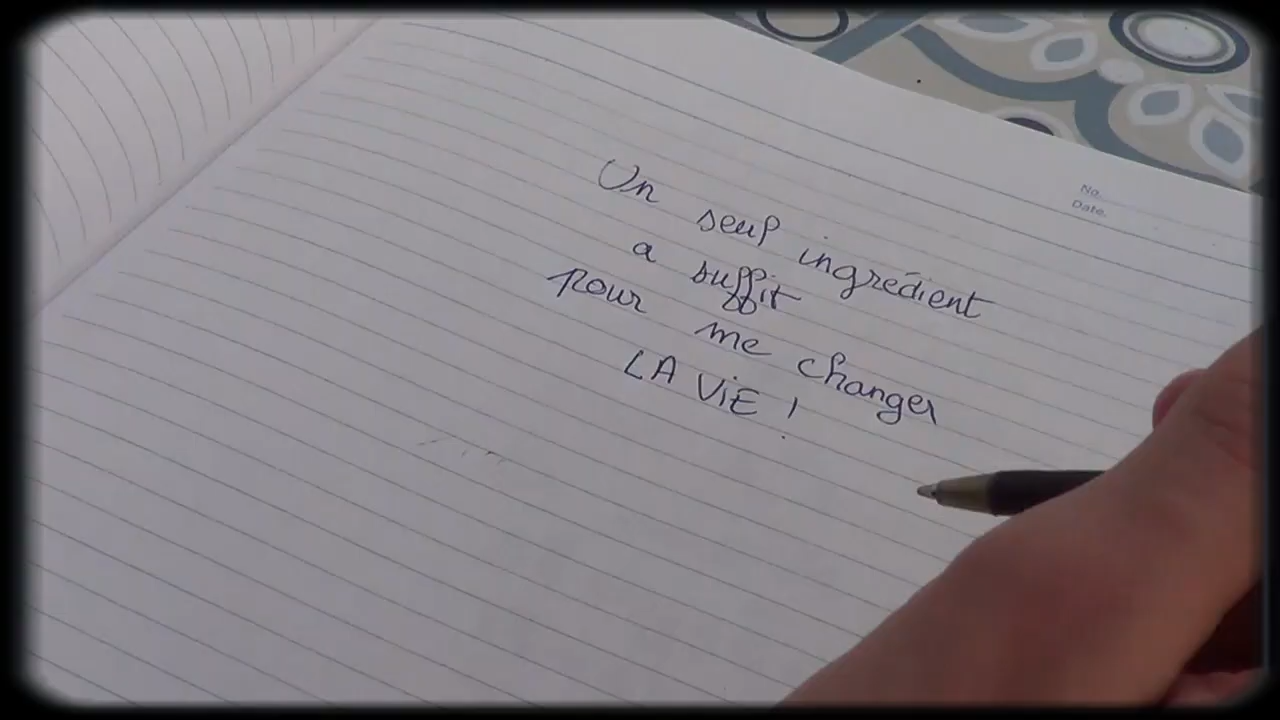 No.
Date.
Un seul ingrédient
a suffit
pour me changer
LA ViE !